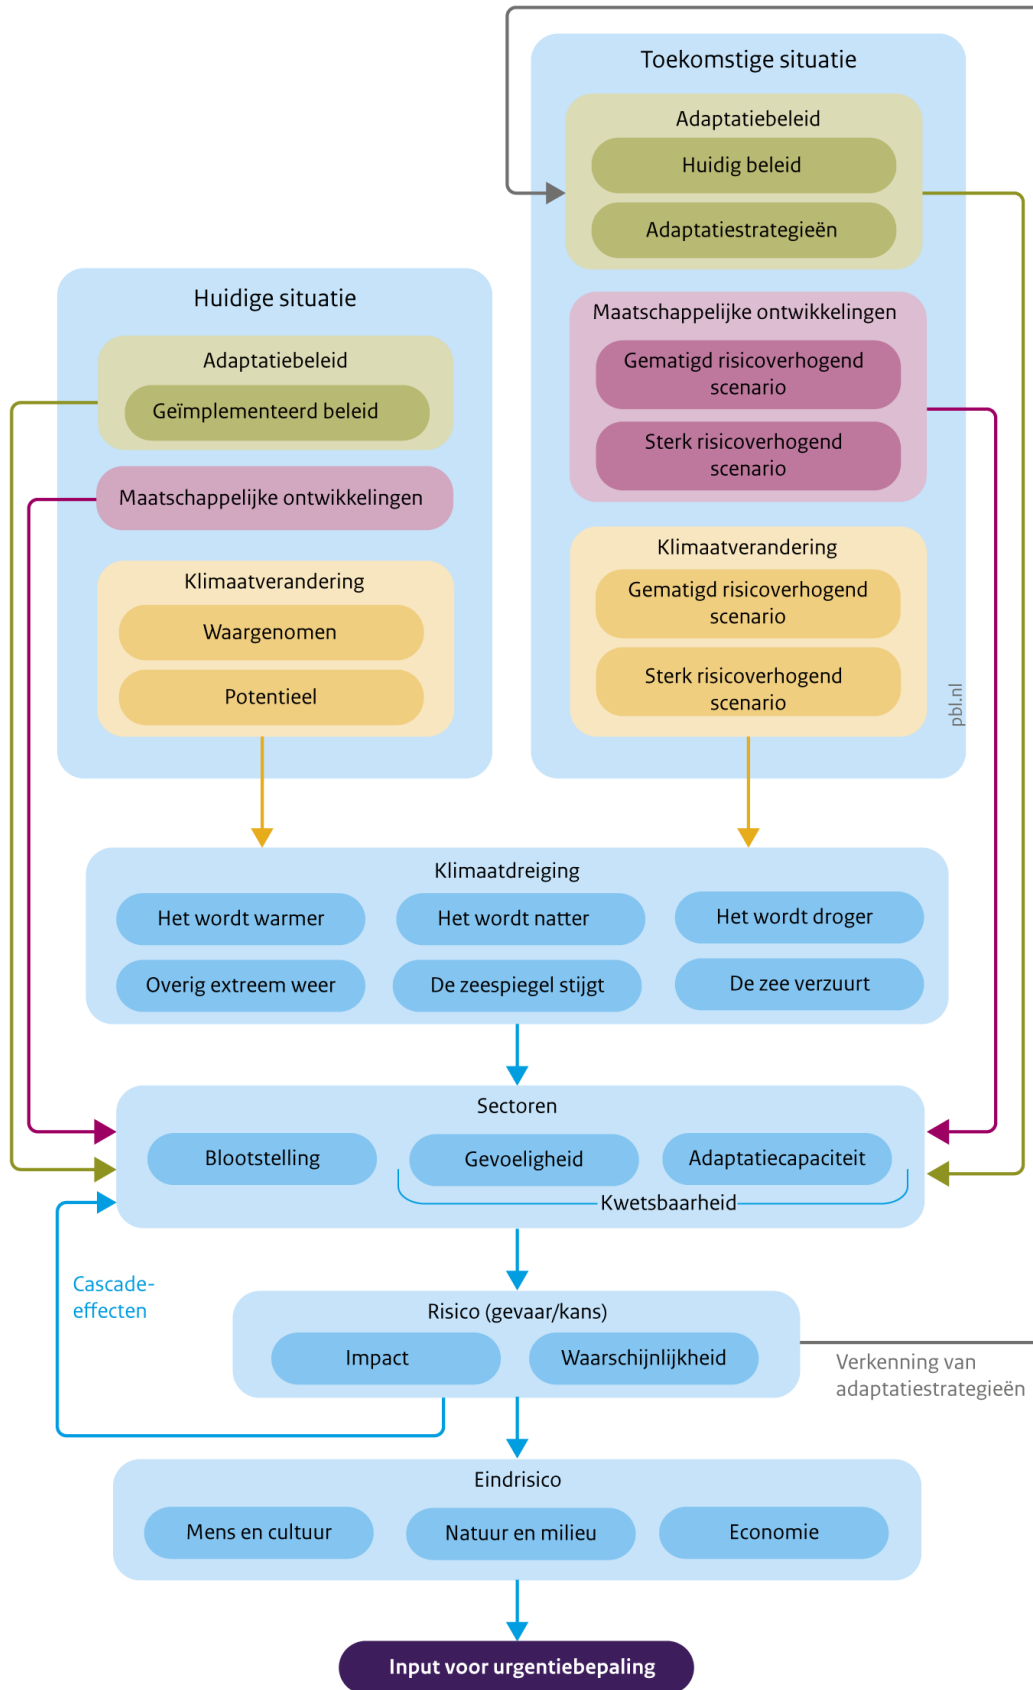 Toekomstige situatie
Adaptatiebeleid
Huidig beleid
Adaptatiestrategieën
Maatschappelijke ontwikkelingen
Gematigd risicoverhogend
scenario
Sterk risicoverhogend
scenario
Klimaatverandering
Gematigd risicoverhogend
scenario
Sterk risicoverhogend
scenario
pbl.nl
Huidige situatie
Adaptatiebeleid
Geïmplementeerd beleid
Maatschappelijke ontwikkelingen
Klimaatverandering
Waargenomen
Potentieel
Klimaatdreiging
Het wordt warmer
Het wordt natter
Het wordt droger
Overig extreem weer
De zeespiegel stijgt
De zee verzuurt
Sectoren
Blootstelling
Gevoeligheid
Adaptatiecapaciteit
Kwetsbaarheid
Cascade-
effecten
Risico (gevaar/kans)
Impact
Waarschijnlijkheid
Verkenning van
adaptatiestrategieën
Eindrisico
Mens en cultuur
Natuur en milieu
Economie
Input voor urgentiebepaling